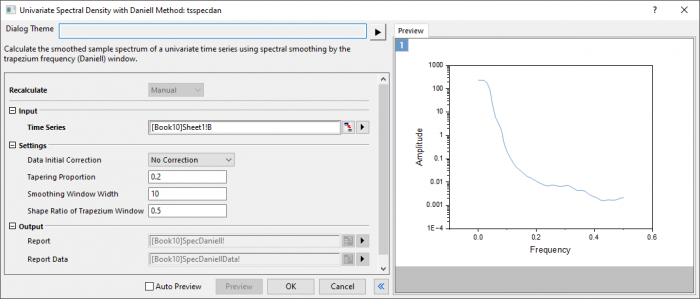 Univariate Spectral Density with Daniell Method: tsspecdan
?
Dialog Theme
Calculate the smoothed sample spectrum of a univariate time series using spectral smoothing by the
trapezium frequency (Daniell) window.
Recalculate
Manual
Input
Time Series
[Book10]Sheet1!B
Settings
Data Initial Correction
No Correction
Tapering Proportion
0.2
Smoothing Window Width
10
Shape Ratio of Trapezium Window
0.5
Output
Report
[Book10]SpecDaniell!
Report Data
[Book10]SpecDaniellData!
Auto Preview
Preview
OK
Cancel
Preview
1
1000
100
10
1
0.1
0.01
0.001
1E-4
Amplitude
0.0
0.2
0.4
0.6
Frequency